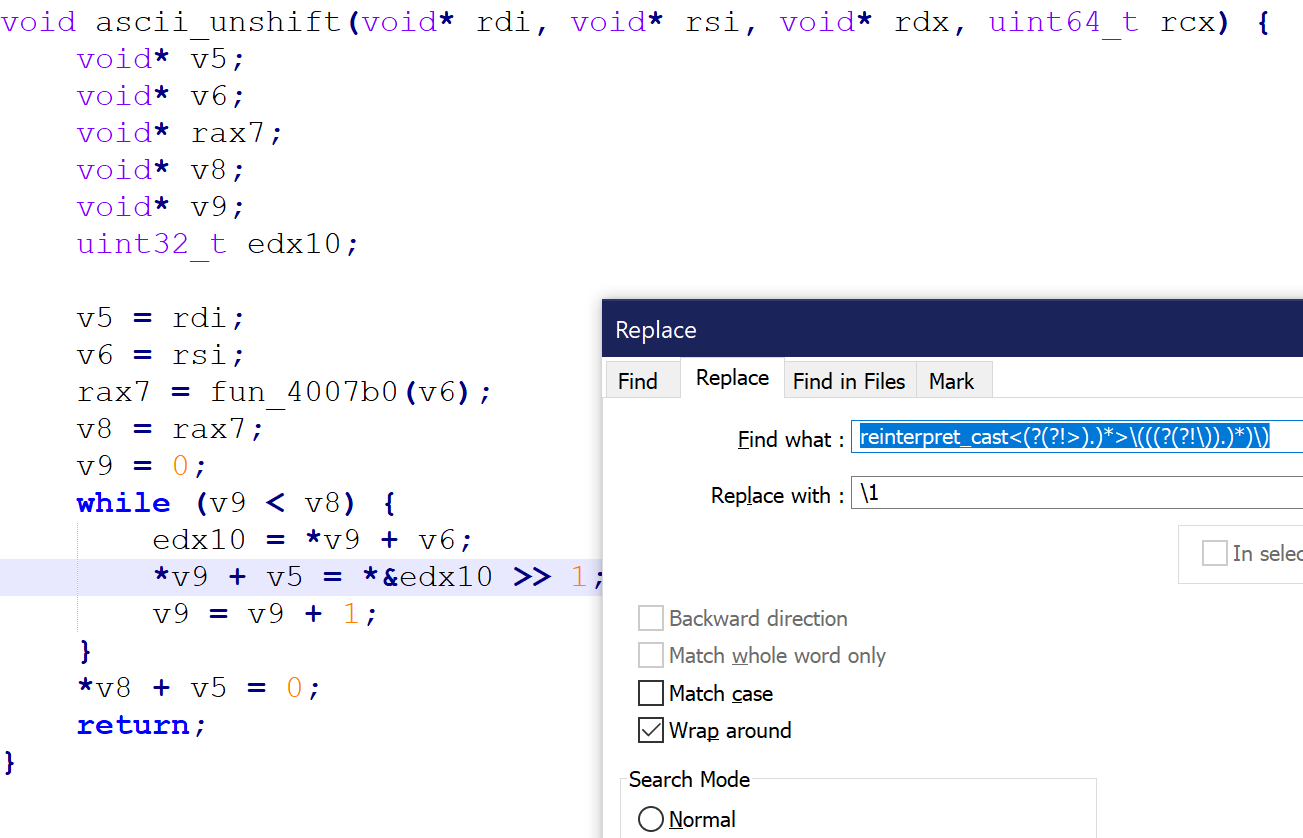 void ascii_unshift(void* rdi, void* rsi, void* rdx, uint64_t rcx) {
    void* v5;
    void* v6;
    void* rax7;
    void* v8;
    void* v9;
    uint32_t edx10;

    v5 = rdi;
    v6 = rsi;
    rax7 = fun_4007b0(v6);
    v8 = rax7;
    v9 = 0;
    while (v9 < v8) {
        edx10 = *v9 + v6;
        *v9 + v5 = *&edx10 >> 1;
        v9 = v9 + 1;
    }
    *v8 + v5 = 0;
    return;
}
Replace
Find Replace Find in Files Mark
Find what : reinterpret_cast<(?(?!>).)*>\(((?(?!\)).)*)\)
Replace with : \1
In selec
Backward direction
Match whole word only
Match case
Wrap around
Search Mode
Normal